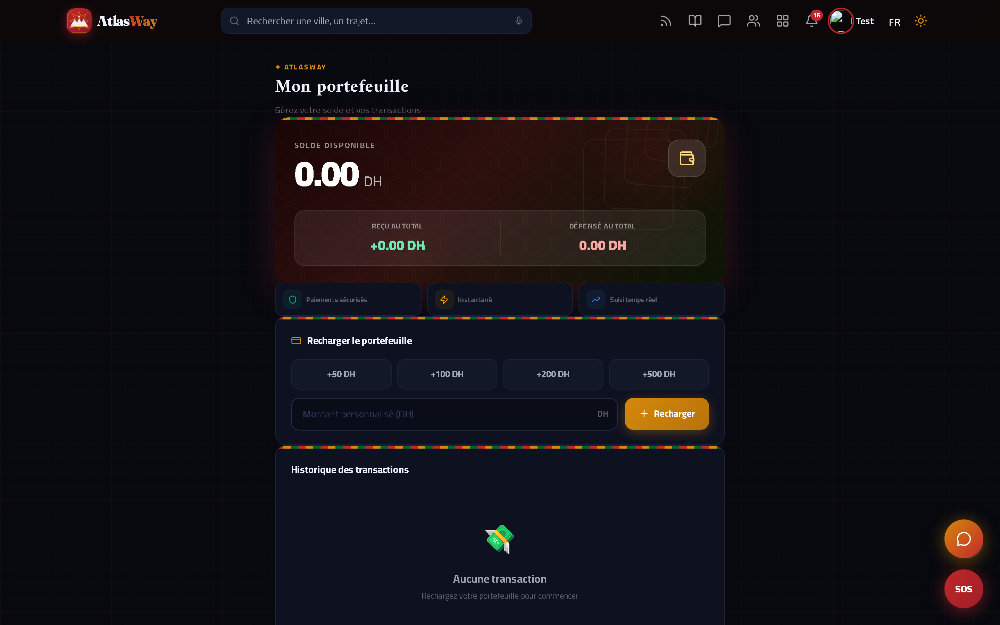 AtlasWay
Rechercher une ville, un trajet...
15
Test
FR
✦ ATLASWAY
Mon portefeuille
Gérez votre solde et vos transactions
SOLDE DISPONIBLE
0.00 DH
REÇU AU TOTAL
DÉPENSÉ AU TOTAL
+0.00 DH
0.00 DH
Paiements sécurisés
Instantané
Suivi temps réel
Recharger le portefeuille
+50 DH
+100 DH
+200 DH
+500 DH
Montant personnalisé (DH)
DH
+ Recharger
Historique des transactions
Aucune transaction
Rechargez votre portefeuille pour commencer
SOS